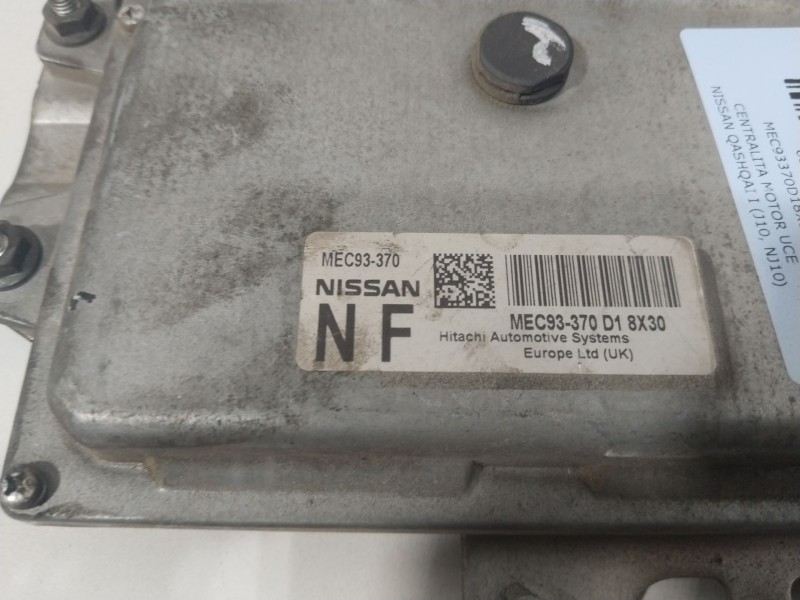 MEC93-370
NISSAN
N F
MEC93-370 D1 8X30
Hitachi Automotive Systems
Europe Ltd (UK)
MEC93370D18X
CENTRALITA MOTOR UCE
NISSAN QASHQAI I (J10, NJ10)